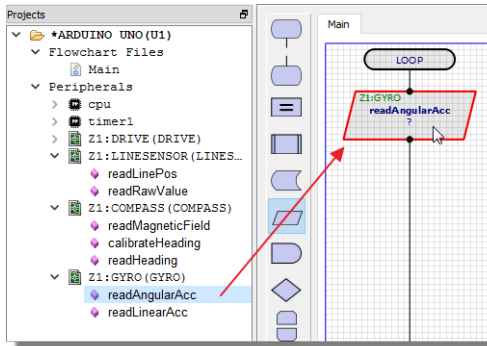 Projects
*ARDUINO UNO(U1)
Flowchart Files
Main
Peripherals
cpu
timer1
Z1:DRIVE(DRIVE)
Z1:LINESENSOR(LINES...
readLinePos
readRawValue
Z1:COMPASS(COMPASS)
readMagneticField
calibrateHeading
readHeading
Z1:GYRO(GYRO)
readAngularAcc
readLinearAcc
Main
LOOP
Z1:GYRO
readAngularAcc
?